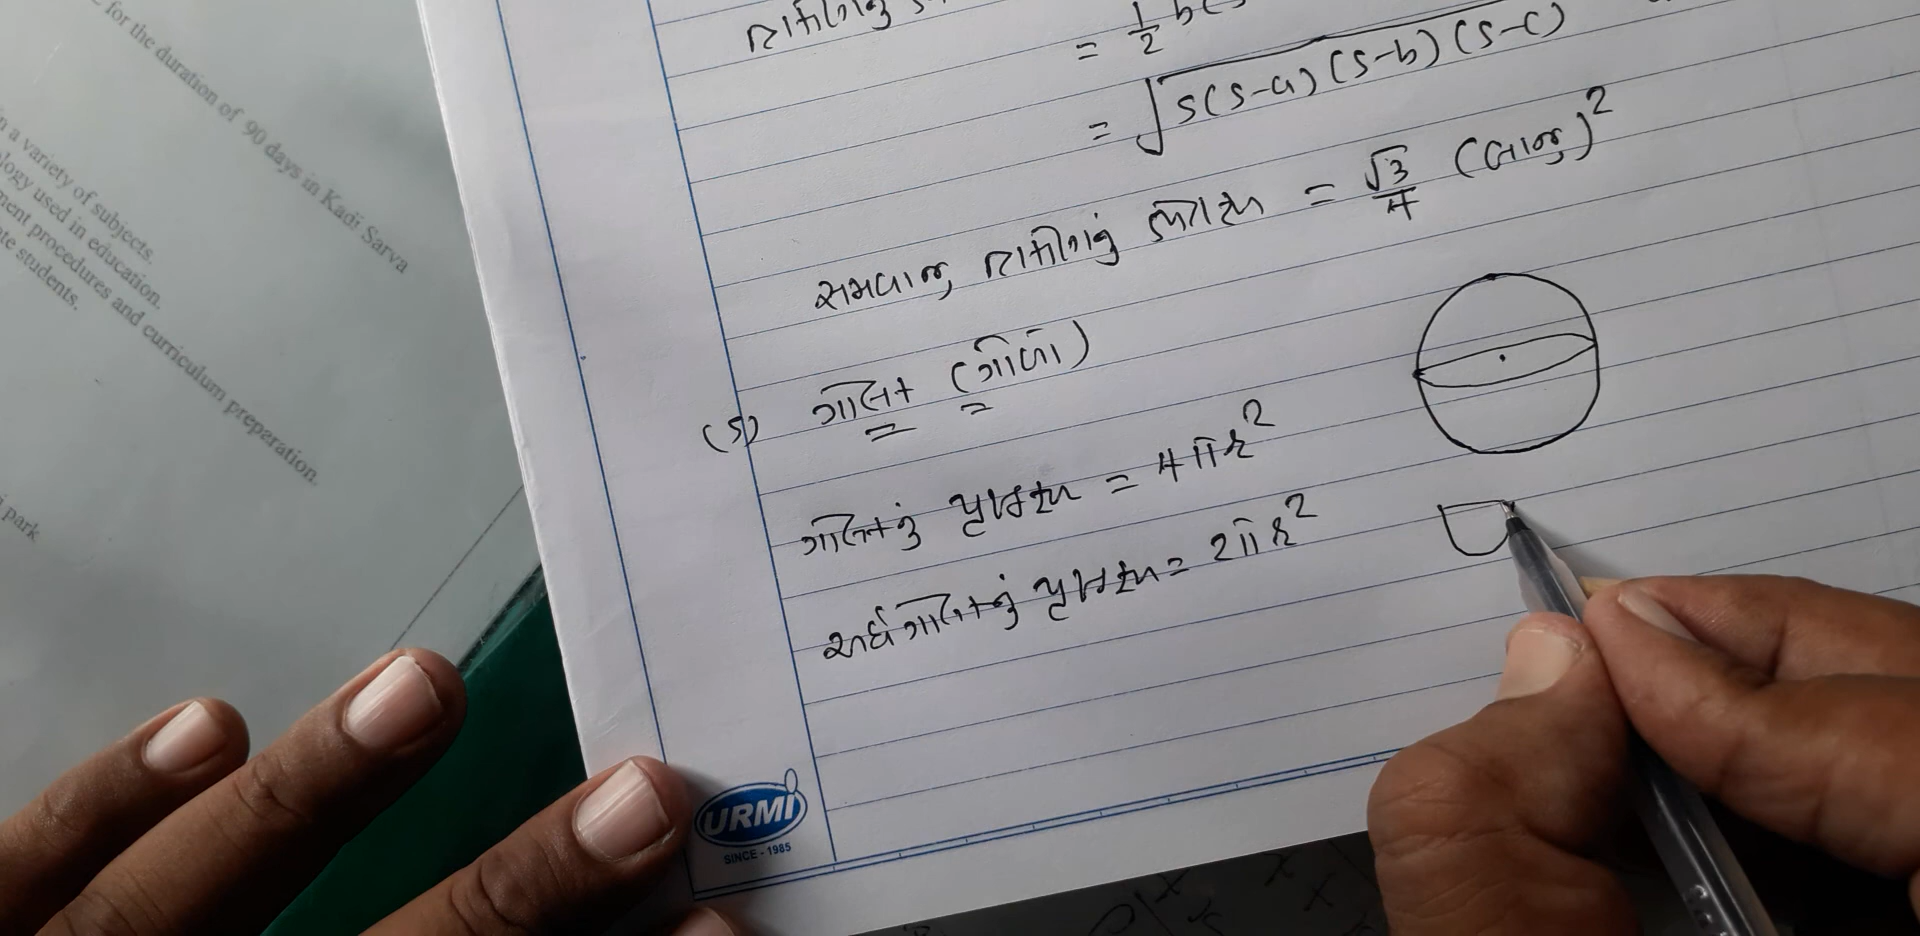 for the duration of 90 days in Kadi Sarva
n a variety of subjects.
logy used in education.
ment procedures and curriculum preparation.
te students.
park
ત્રિકોણનું
= 1/2 b
= √s(s-a)(s-b)(s-c)
સમબાજુ ત્રિકોણનું ક્ષેત્રફળ = √3/4 (બાજુ)²
(5) ગોલક (ગોળો)
ગોલકનું પૃષ્ઠફળ = 4πr²
અર્ધગોલકનું પૃષ્ઠફળ = 2πr²
URMI
SINCE - 1985